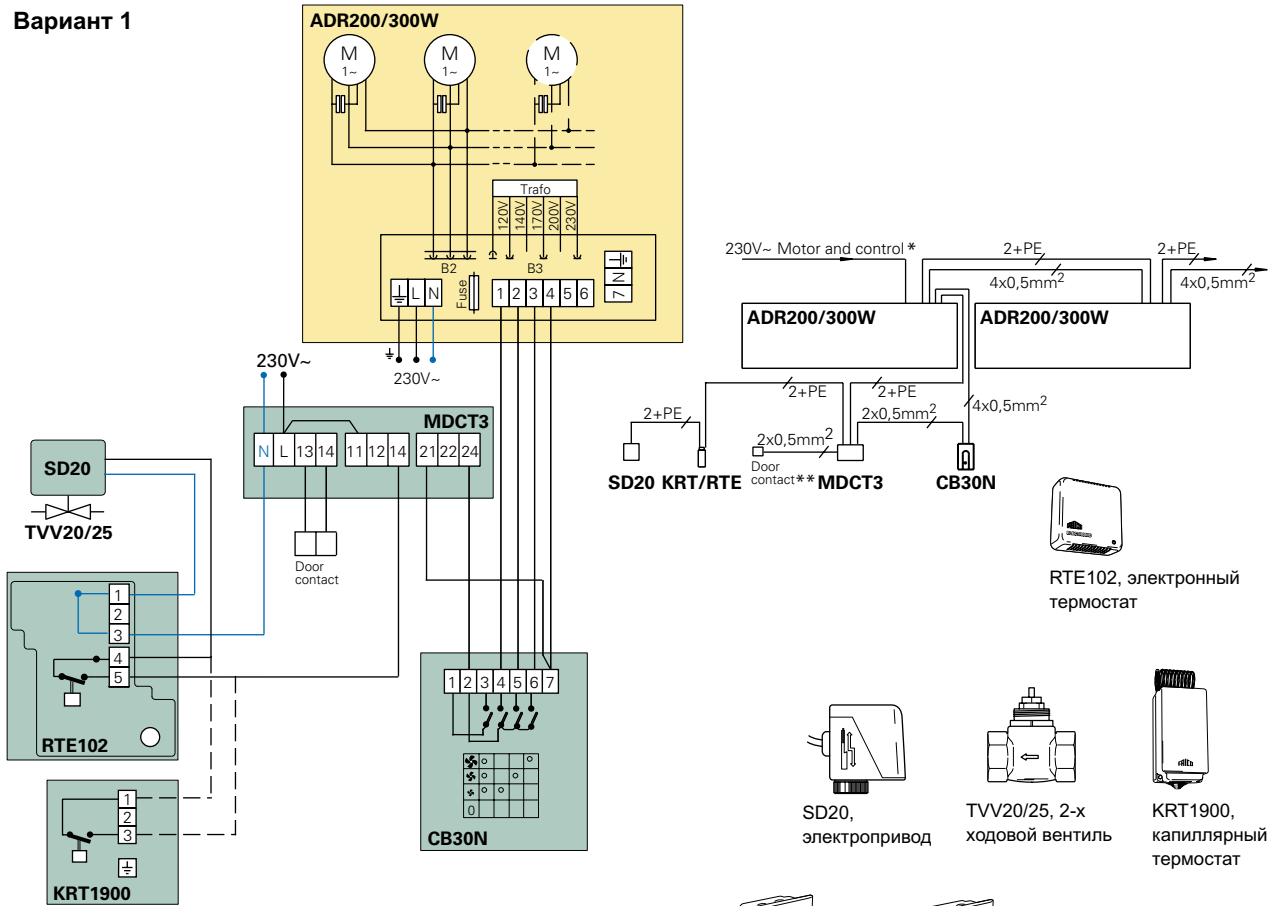 Вариант 1
ADR200/300W
M
1~
M
1~
M
1~
Trafo
120V
140V
170V
200V
230V
B2
B3
L N
Fuse
1 2 3 4 5 6
7 N
230V~
230V~
MDCT3
N L 13 14 11 12 14 21 22 24
Door
contact
SD20
TVV20/25
1
2
3
4
5
RTE102
1
2
3
KRT1900
1 2 3 4 5 6 7
0
CB30N
230V~ Motor and control *
2+PE
2+PE
4x0,5mm2
4x0,5mm2
ADR200/300W
ADR200/300W
2+PE
2+PE
2+PE
2x0,5mm2
4x0,5mm2
2x0,5mm2
Door
contact**
SD20 KRT/RTE
MDCT3
CB30N
RTE102, электронный
термостат
SD20,
электропривод
TVV20/25, 2-х
ходовой вентиль
KRT1900,
капиллярный
термостат